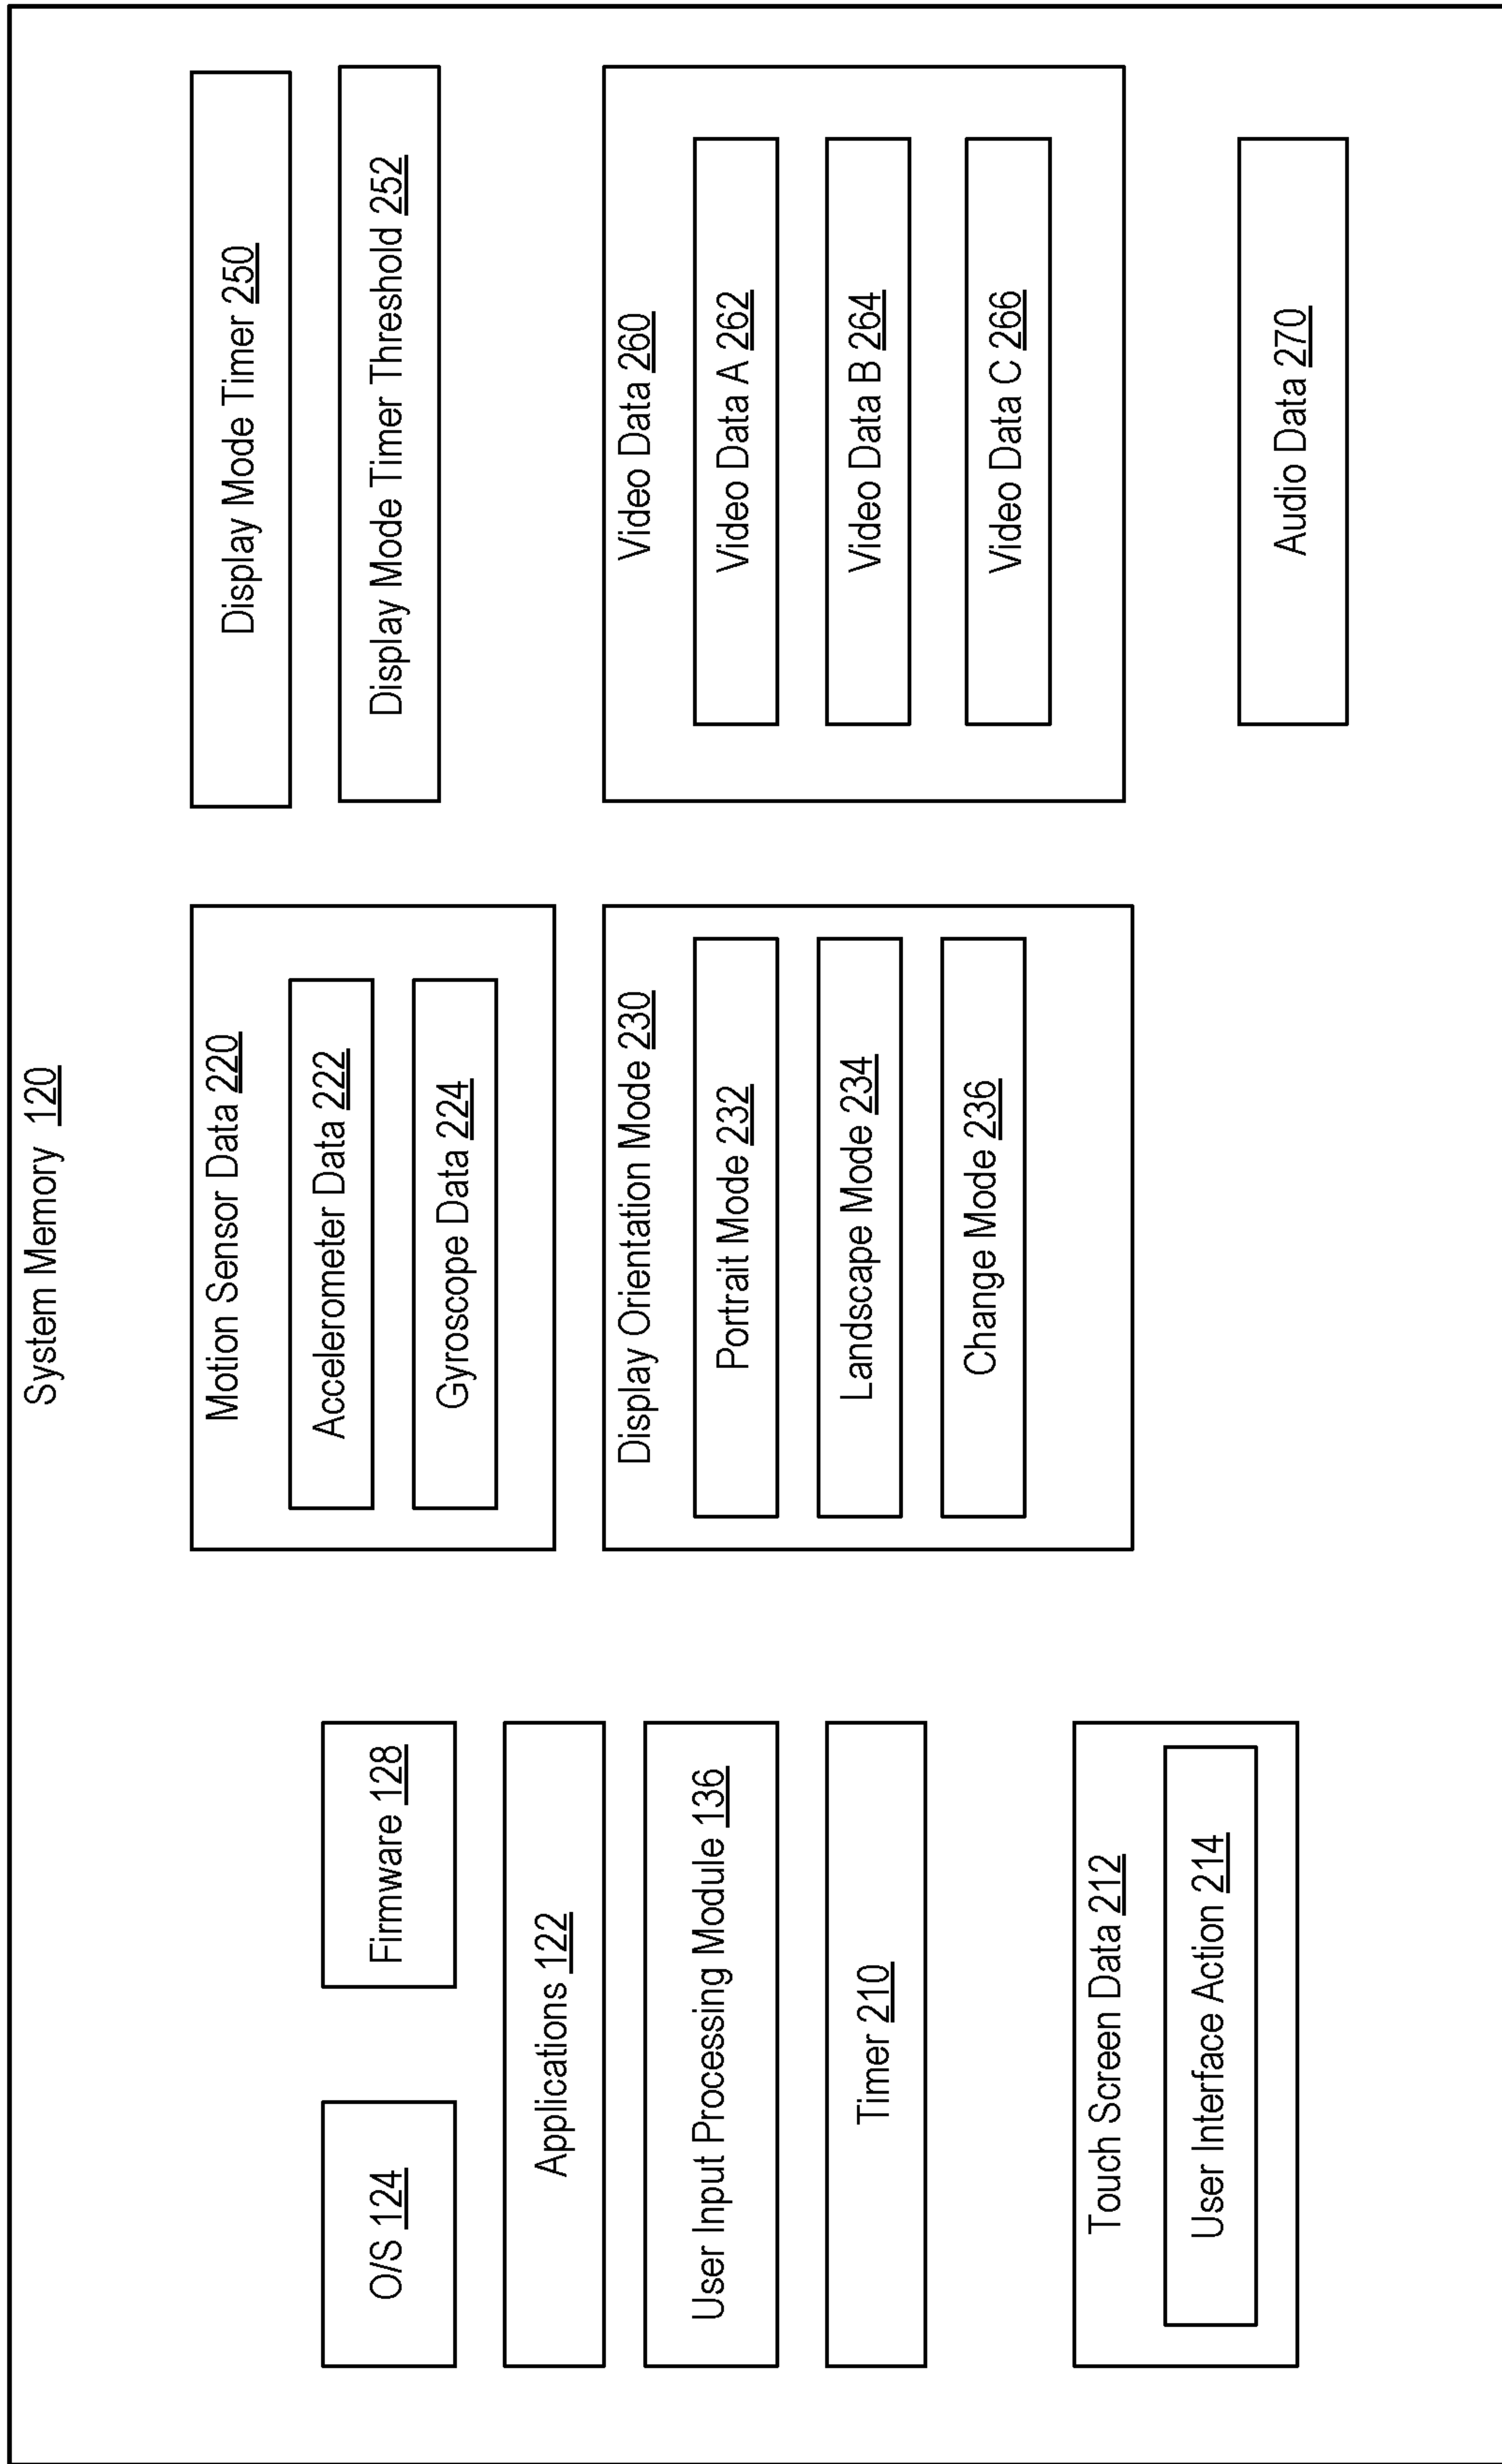 System Memory 120
O/S 124
Firmware 128
Applications 122
User Input Processing Module 136
Timer 210
Touch Screen Data 212
User Interface Action 214
Motion Sensor Data 220
Accelerometer Data 222
Gyroscope Data 224
Display Orientation Mode 230
Portrait Mode 232
Landscape Mode 234
Change Mode 236
Display Mode Timer 250
Display Mode Timer Threshold 252
Video Data 260
Video Data A 262
Video Data B 264
Video Data C 266
Audio Data 270